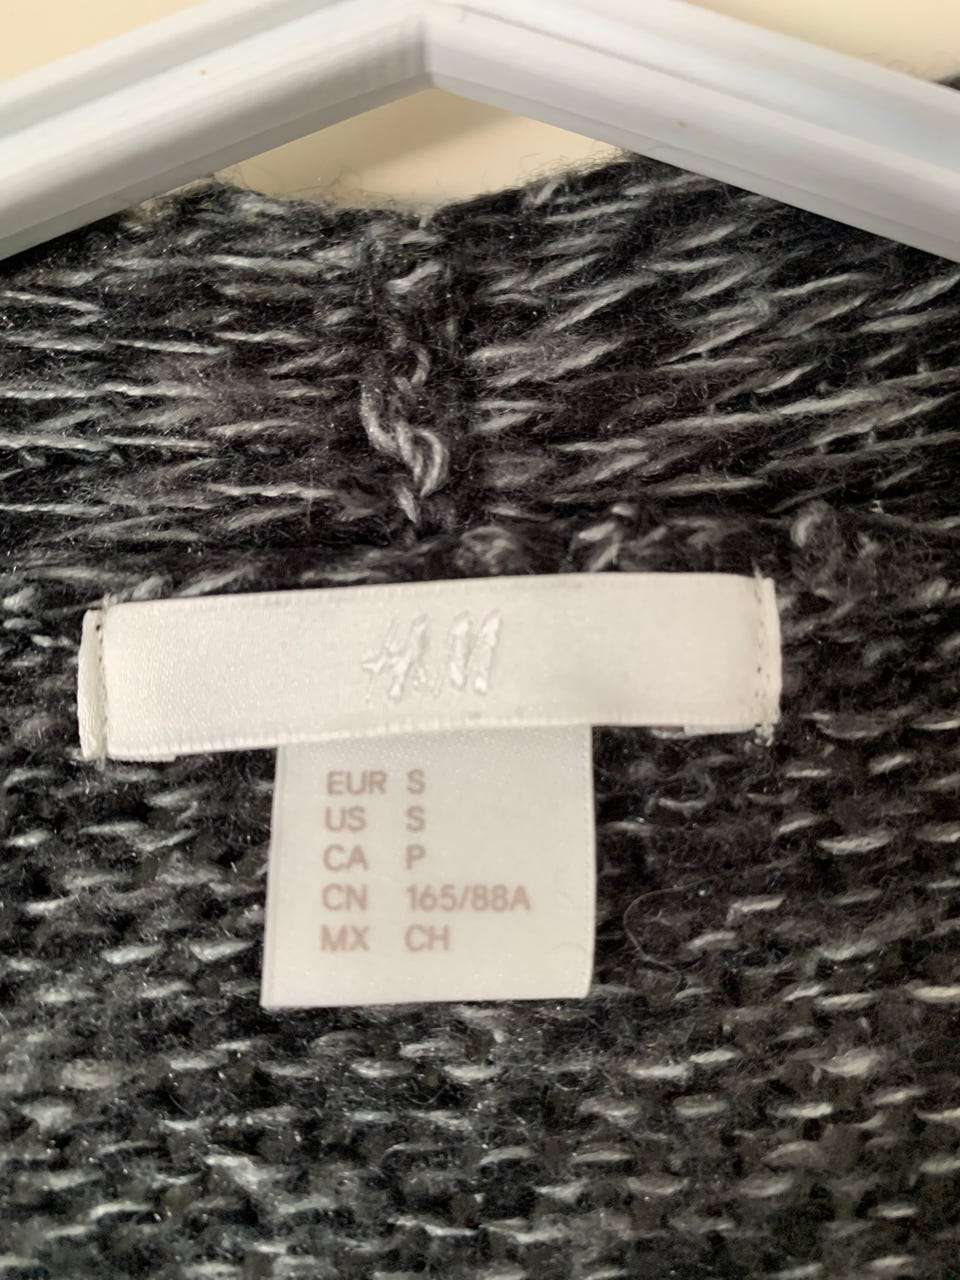 H&M
EUR S
US S
CA P
CN 165/88A
MX CH